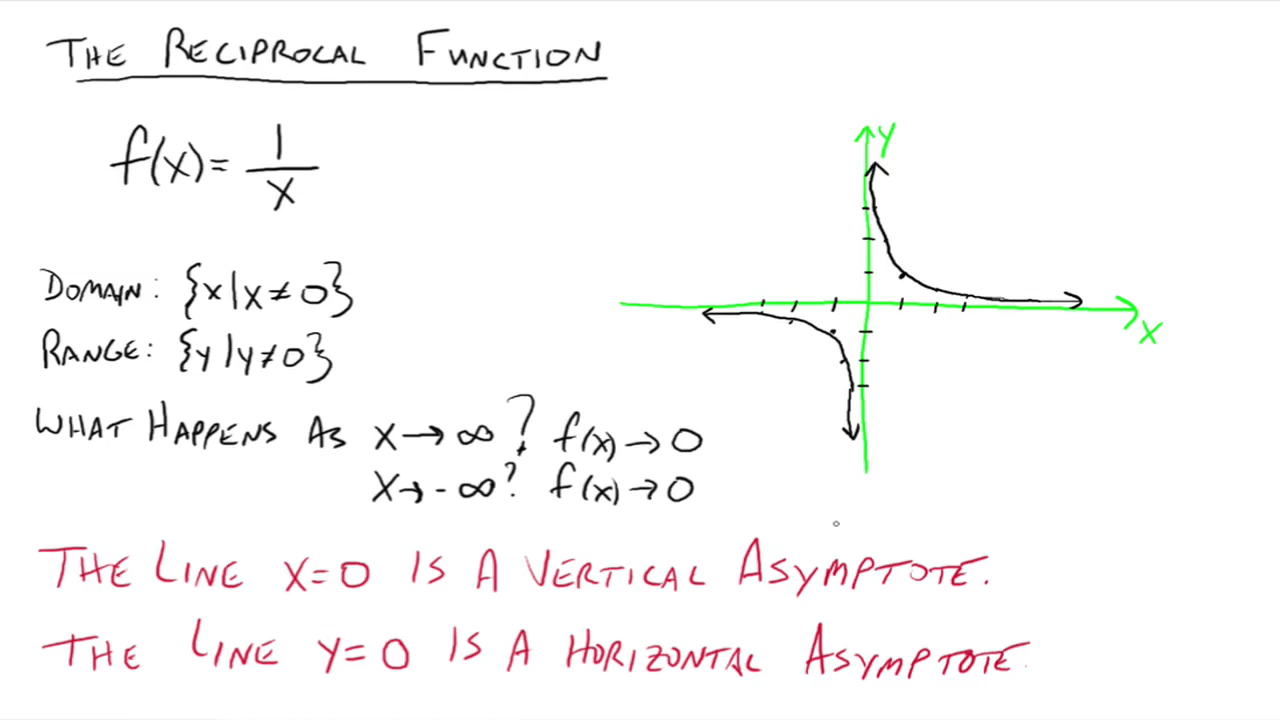 THE RECIPROCAL FUNCTION
f(x)= 1/x
DOMAIN: {x|x≠0}
RANGE: {y|y≠0}
WHAT HAPPENS AS x→∞? f(x)→0
x→-∞? f(x)→0
THE LINE X=0 IS A VERTICAL ASYMPTOTE.
THE LINE y=0 IS A HORIZONTAL ASYMPTOTE.
y
x